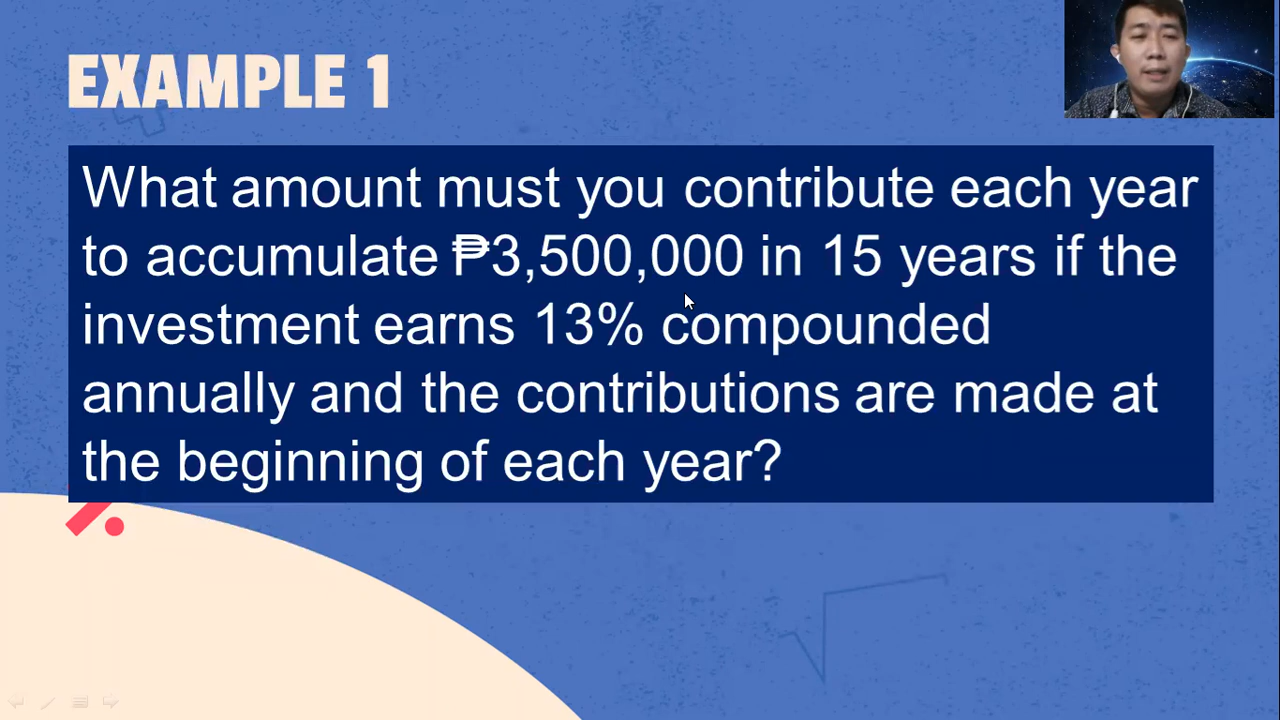 EXAMPLE 1
What amount must you contribute each year
to accumulate ₱3,500,000 in 15 years if the
investment earns 13% compounded
annually and the contributions are made at
the beginning of each year?